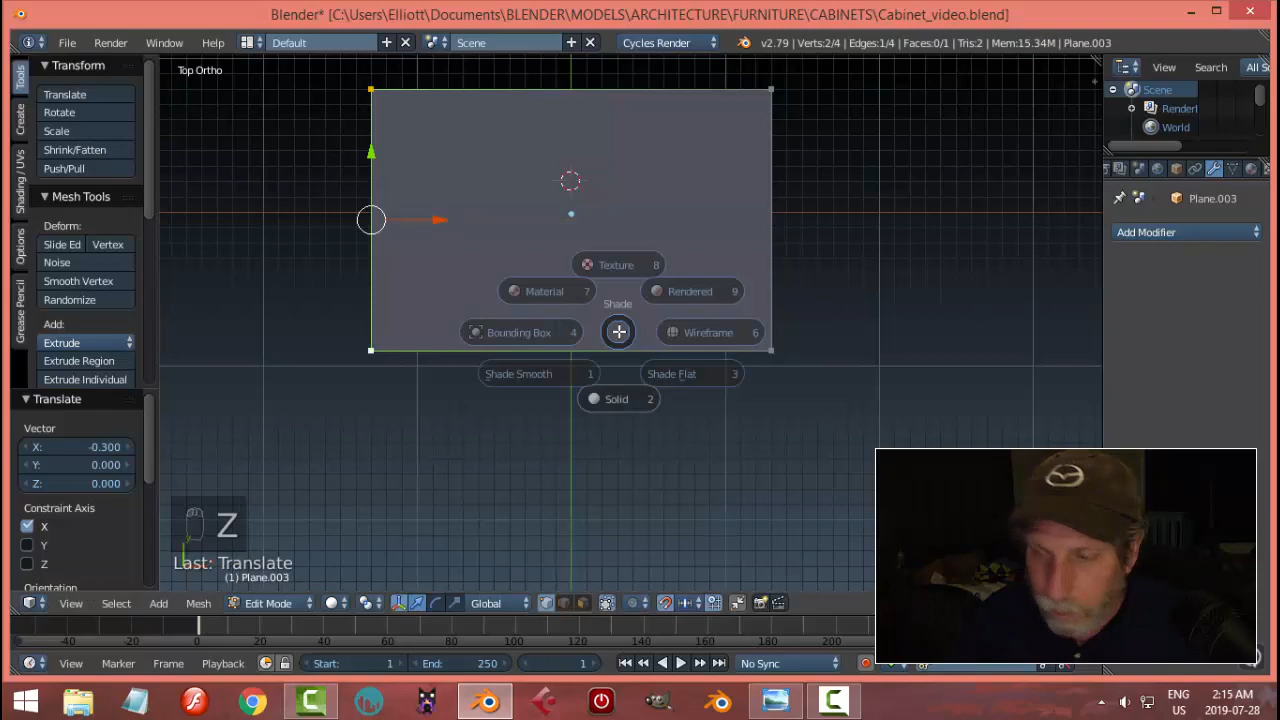 Blender* [C:\Users\Elliott\Documents\BLENDER\MODELS\ARCHITECTURE\FURNITURE\CABINETS\Cabinet_video.blend]
File Render Window Help Default Scene Cycles Render v2.79 | Verts:2/4 | Edges:1/4 | Faces:0/1 | Tris:2 | Mem:15.34M | Plane.003
Tools
Create
Shading / UVs
Options
Grease Pencil
Transform
Translate
Rotate
Scale
Shrink/Fatten
Push/Pull
Mesh Tools
Deform:
Slide Ed Vertex
Noise
Smooth Vertex
Randomize
Add:
Extrude
Extrude Region
Extrude Individual
Translate
Vector
X: -0.300
Y: 0.000
Z: 0.000
Constraint Axis
X
Y
Z
Orientation
Top Ortho
Texture 8
Material 7
Rendered 9
Shade
Bounding Box 4
Wireframe 6
Shade Smooth 1
Shade Flat 3
Solid 2
Z
Last: Translate
(1) Plane.003
View Search All Sc
Scene
Renderl
World
Plane.003
Add Modifier
View Select Add Mesh Edit Mode Global
-40 -20 0 20 40 60 80 100 120 140 160 180 200
View Marker Frame Playback Start: 1 End: 250 1 No Sync
ENG
US
2:15 AM
2019-07-28